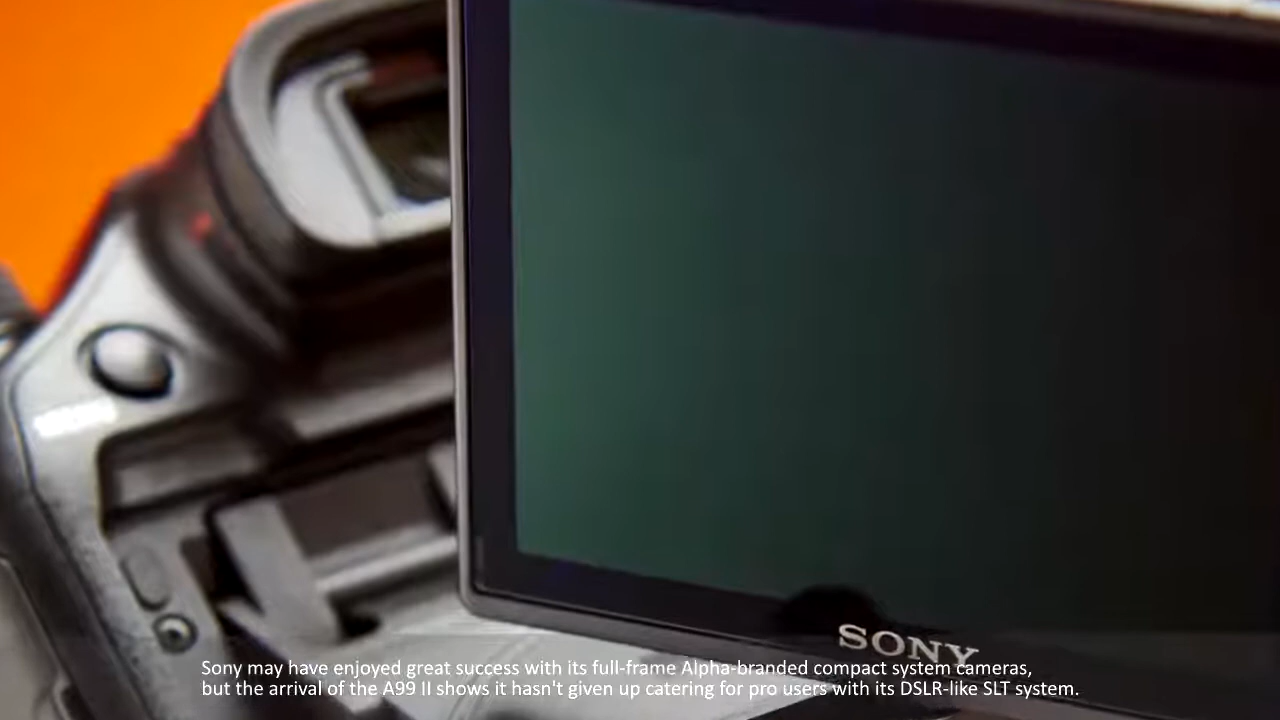 SONY
Sony may have enjoyed great success with its full-frame Alpha-branded compact system cameras,
but the arrival of the A99 II shows it hasn't given up catering for pro users with its DSLR-like SLT system.